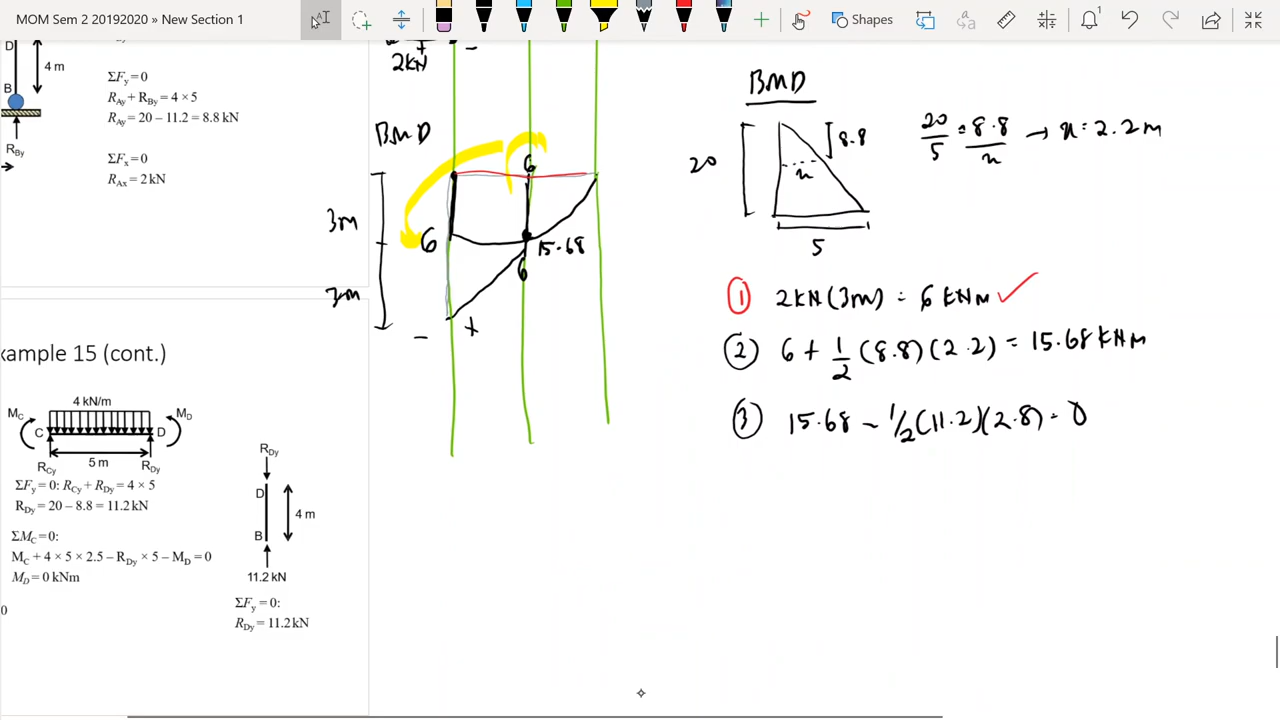 MOM Sem 2 20192020 » New Section 1
Shapes
1
D
4 m
B
R_By
ΣF_y = 0
R_Ay + R_By = 4 × 5
R_Ay = 20 – 11.2 = 8.8 kN
ΣF_x = 0
R_Ax = 2 kN
xample 15 (cont.)
4 kN/m
M_C
M_D
C
D
5 m
R_Cy
R_Dy
ΣF_y = 0: R_Cy + R_Dy = 4 × 5
R_Dy = 20 – 8.8 = 11.2 kN
ΣM_C = 0:
M_C + 4 × 5 × 2.5 – R_Dy × 5 – M_D = 0
M_D = 0 kNm
0
R_Dy
D
4 m
B
11.2 kN
ΣF_y = 0:
R_Dy = 11.2 kN
2KN
-
BMD
6
3m
6
15.68
6
3m
- +
BMD
20
8.8
x
5
20/5 = 8.8/x → x = 2.2 m
① 2KN(3m) = 6 KNm ✓
② 6 + 1/2 (8.8)(2.2) = 15.68 KNm
③ 15.68 - 1/2 (11.2)(2.8) = 0